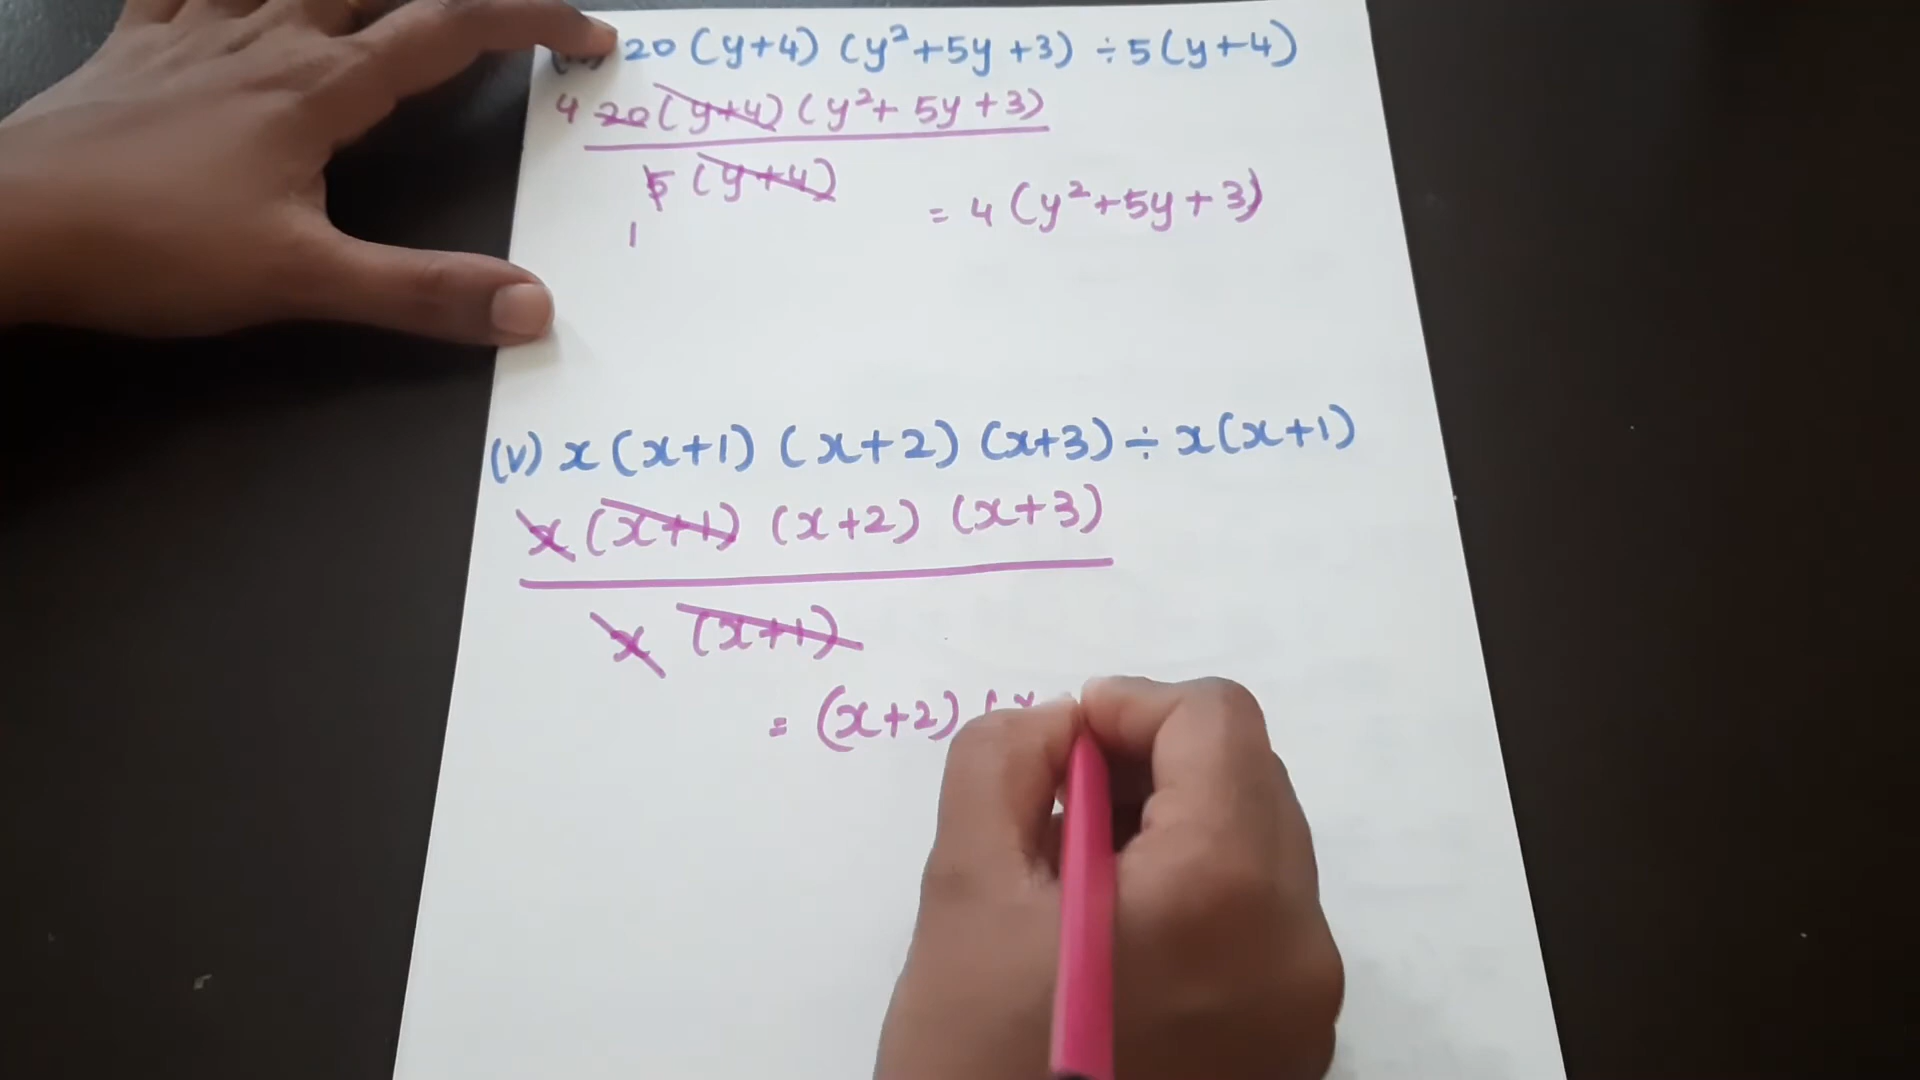 20 (y+4) (y²+5y+3) ÷ 5(y+4)
4 20 (y+4) (y²+ 5y +3)
5 (y+4)
1
= 4 (y²+5y+3)
(v) x (x+1) (x+2) (x+3) ÷ x(x+1)
x (x+1) (x+2) (x+3)
x (x+1)
= (x+2) (x